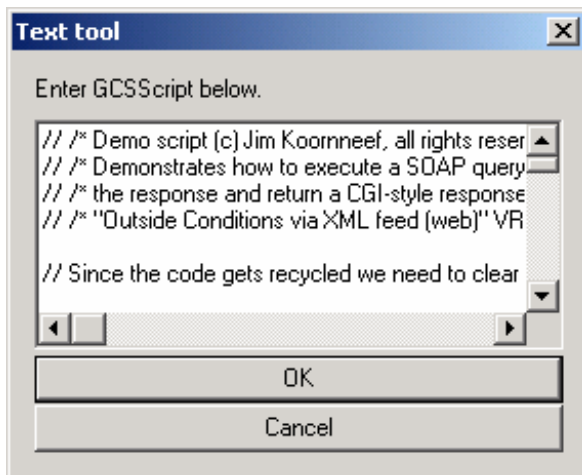 Text tool
Enter GCSScript below.
// /* Demo script (c) Jim Koornneef, all rights reser
// /* Demonstrates how to execute a SOAP query
// /* the response and return a CGI-style response
// /* "Outside Conditions via XML feed (web)" VR
// Since the code gets recycled we need to clear
OK
Cancel